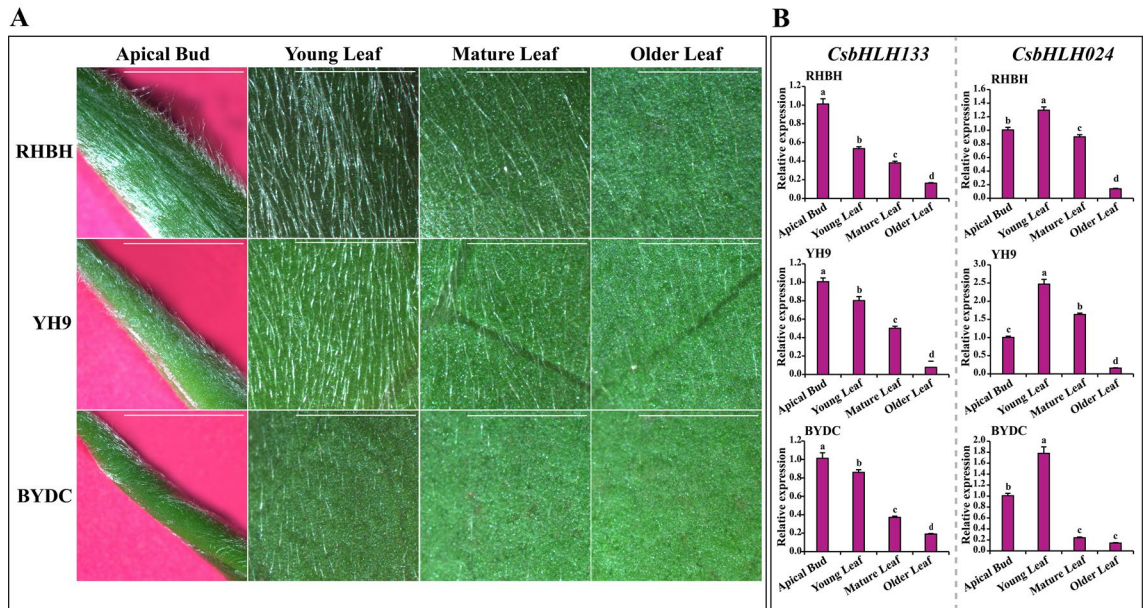 A
Apical Bud Young Leaf Mature Leaf Older Leaf
RHBH
YH9
BYDC
B
CsbHLH133
RHBH
Relative expression
1.2
1.0
0.8
0.6
0.4
0.2
0.0
a
b
c
d
Apical Bud
Young Leaf
Mature Leaf
Older Leaf
CsbHLH024
RHBH
Relative expression
1.6
1.4
1.2
1.0
0.8
0.6
0.4
0.2
0.0
b
a
c
d
Apical Bud
Young Leaf
Mature Leaf
Older Leaf
YH9
Relative expression
1.2
1.0
0.8
0.6
0.4
0.2
0.0
a
b
c
d
Apical Bud
Young Leaf
Mature Leaf
Older Leaf
YH9
Relative expression
3.0
2.5
2.0
1.5
1.0
0.5
0.0
c
a
b
d
Apical Bud
Young Leaf
Mature Leaf
Older Leaf
BYDC
Relative expression
1.2
1.0
0.8
0.6
0.4
0.2
0.0
a
b
c
d
Apical Bud
Young Leaf
Mature Leaf
Older Leaf
BYDC
Relative expression
2.0
1.8
1.6
1.4
1.2
1.0
0.8
0.6
0.4
0.2
0.0
b
a
c
c
Apical Bud
Young Leaf
Mature Leaf
Older Leaf